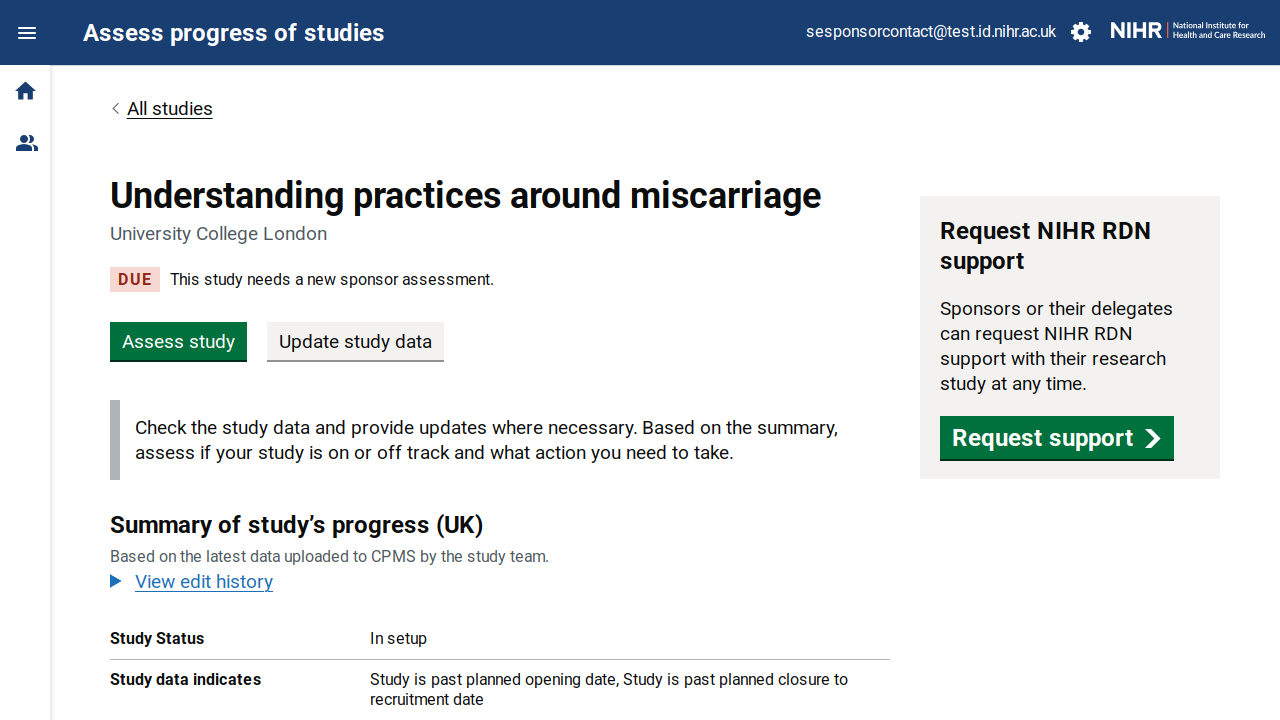 Assess progress of studies
sesponsorcontact@test.id.nihr.ac.uk
NIHR
National Institute for
Health and Care Research
All studies
Understanding practices around miscarriage
University College London
DUE
This study needs a new sponsor assessment.
Assess study
Update study data
Check the study data and provide updates where necessary. Based on the summary,
assess if your study is on or off track and what action you need to take.
Summary of study’s progress (UK)
Based on the latest data uploaded to CPMS by the study team.
View edit history
Study Status
In setup
Study data indicates
Study is past planned opening date, Study is past planned closure to
recruitment date
Request NIHR RDN
support
Sponsors or their delegates
can request NIHR RDN
support with their research
study at any time.
Request support